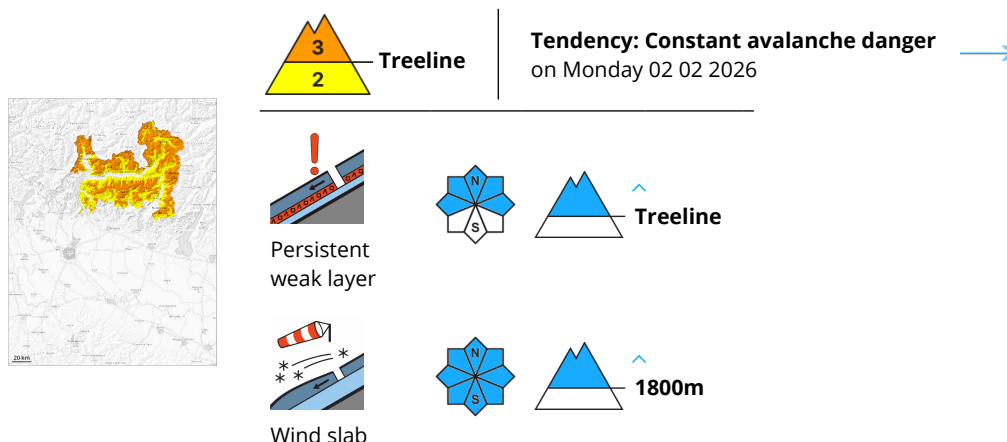 3
2
Treeline
Tendency: Constant avalanche danger
on Monday 02 02 2026
20 km
N
S
Treeline
Persistent
weak layer
N
S
1800m
Wind slab